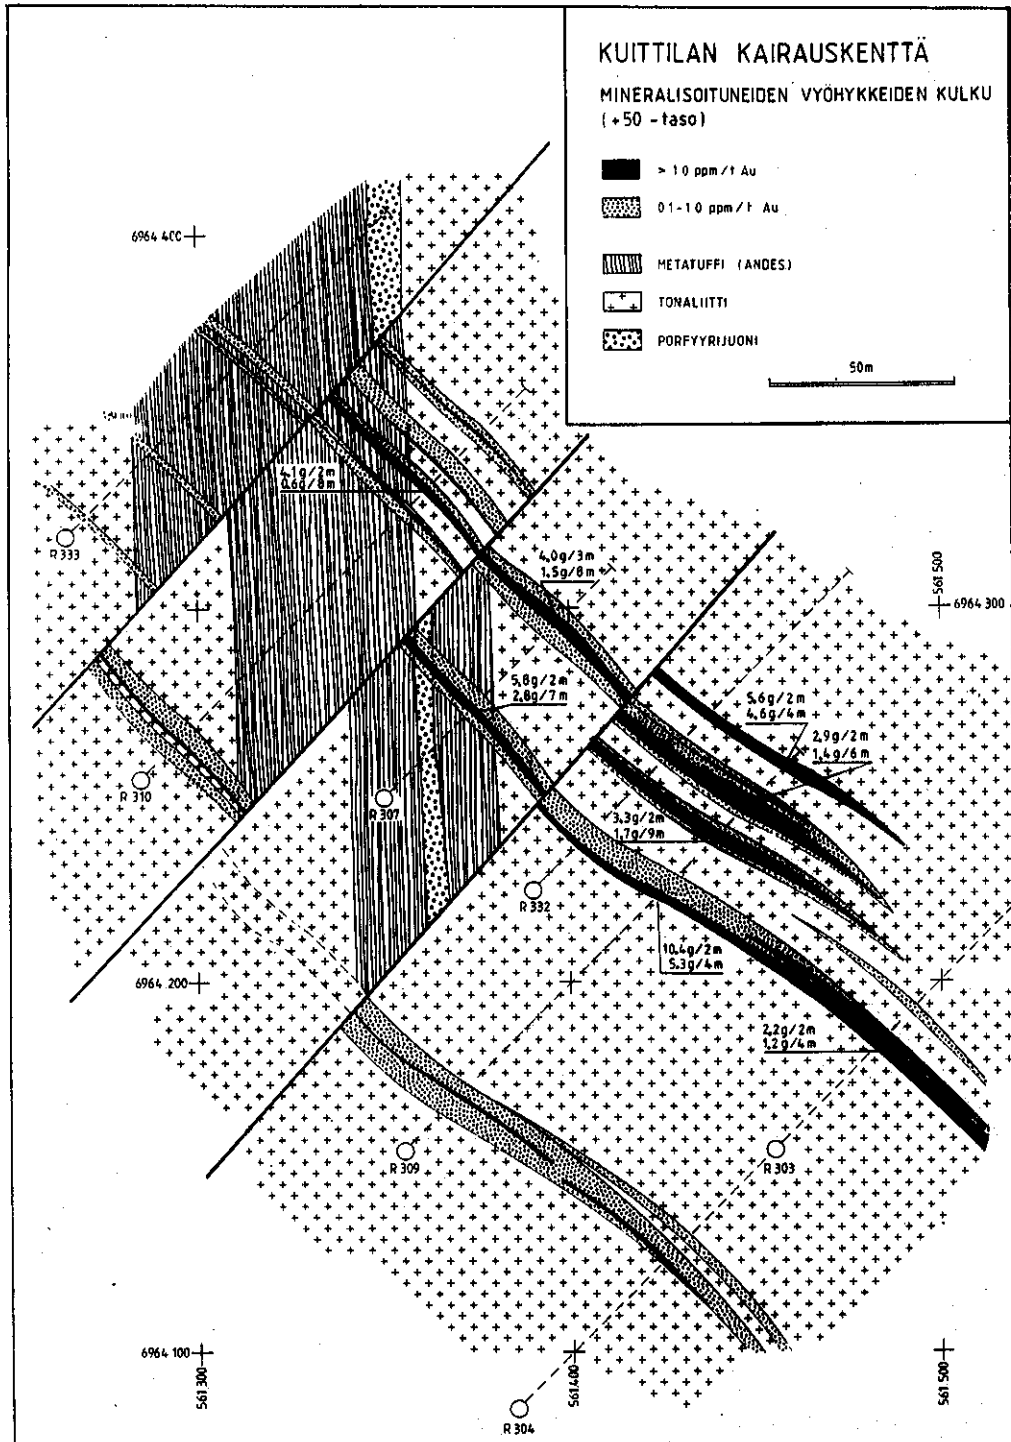 KUITTILAN KAIRAUSKENTTÄ
MINERALISOITUNEIDEN VYÖHYKKEIDEN KULKU
(+50 -taso)
> 10 ppm/t Au
01-10 ppm/t Au
METATUFFI (ANDES.)
TONALIITTI
PORFYYRIJUONI
50m
6964 400
4,1g/2m
0,6g/8m
R 333
4,0g/3m
1,5g/8m
561.500
6964 300
5,8g/2m
2,8g/7m
5,6g/2m
4,6g/4m
2,9g/2m
1,4g/6m
R 310
R 307
3,3g/2m
1,7g/9m
R 332
10,4g/2m
5,3g/4m
6964.200
2,2g/2m
1,2g/4m
R 309
R 303
6964 100
561 300
561.400
561.500
R 304